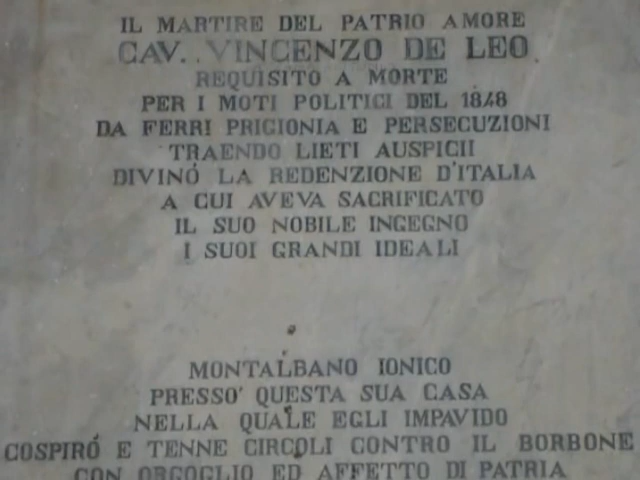 IL MARTIRE DEL PATRIO AMORE
CAV. VINCENZO DE LEO
REQUISITO A MORTE
PER I MOTI POLITICI DEL 1848
DA FERRI PRIGIONIA E PERSECUZIONI
TRAENDO LIETI AUSPICII
DIVINÓ LA REDENZIONE D'ITALIA
A CUI AVEVA SACRIFICATO
IL SUO NOBILE INGEGNO
I SUOI GRANDI IDEALI
MONTALBANO IONICO
PRESSO' QUESTA SUA CASA
NELLA QUALE EGLI IMPAVIDO
COSPIRÓ E TENNE CIRCOLI CONTRO IL BORBONE
CON ORGOGLIO ED AFFETTO DI PATRIA